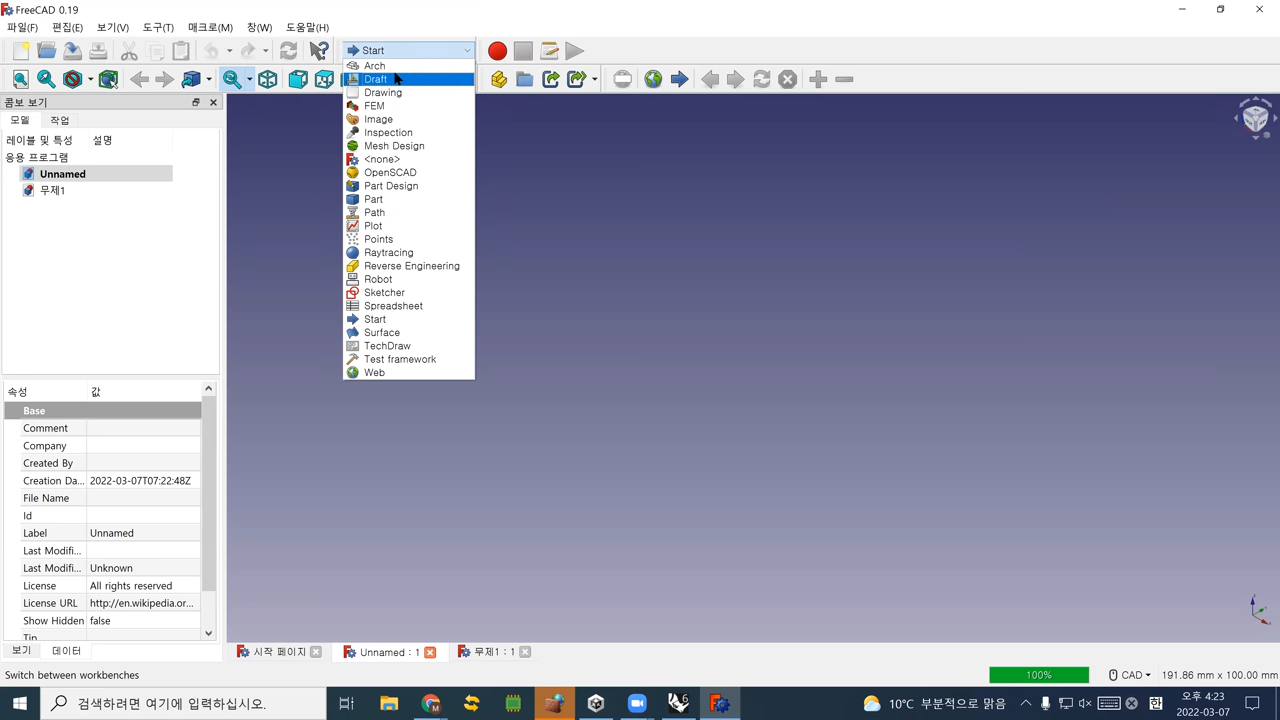 FreeCAD 0.19
파일(F) 편집(E) 보기(V) 도구(T) 매크로(M) 창(W) 도움말(H)
Start
Arch
Draft
Drawing
FEM
Image
Inspection
Mesh Design
<none>
OpenSCAD
Part Design
Part
Path
Plot
Points
Raytracing
Reverse Engineering
Robot
Sketcher
Spreadsheet
Start
Surface
TechDraw
Test framework
Web
콤보 보기
모델 작업
레이블 및 특성 설명
응용 프로그램
Unnamed
무제1
속성 값
Base
Comment
Company
Created By
Creation Da... 2022-03-07T07:22:48Z
File Name
Id
Label Unnamed
Last Modifi...
Last Modifi... Unknown
License All rights reserved
License URL http://en.wikipedia.or...
Show Hidden false
Tip
보기 데이터
시작 페이지 Unnamed : 1 무제1 : 1
Switch between workbenches 100% CAD 191.86 mm x 100.00 mm
검색하려면 여기에 입력하십시오. 10°C 부분적으로 맑음 한 오후 4:23
2022-03-07